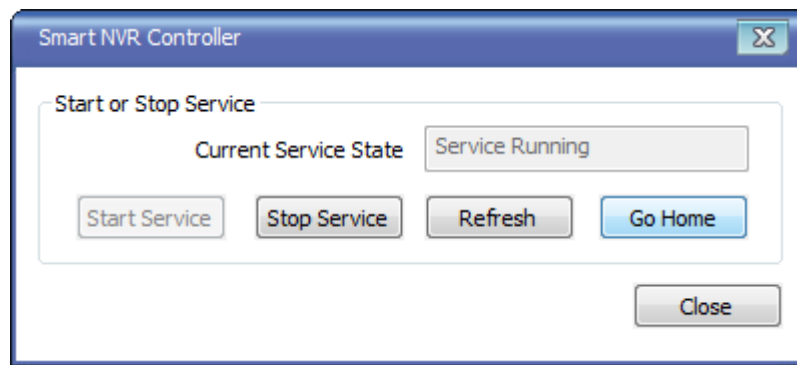 Smart NVR Controller
Start or Stop Service
Current Service State Service Running
Start Service Stop Service Refresh Go Home
Close